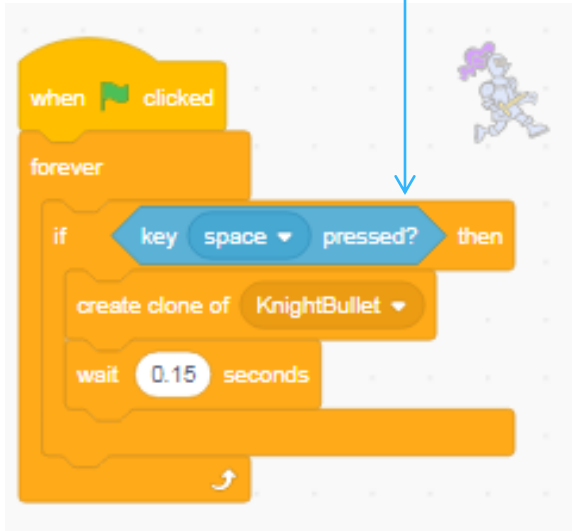 when clicked
forever
if key space pressed? then
create clone of KnightBullet
wait 0.15 seconds